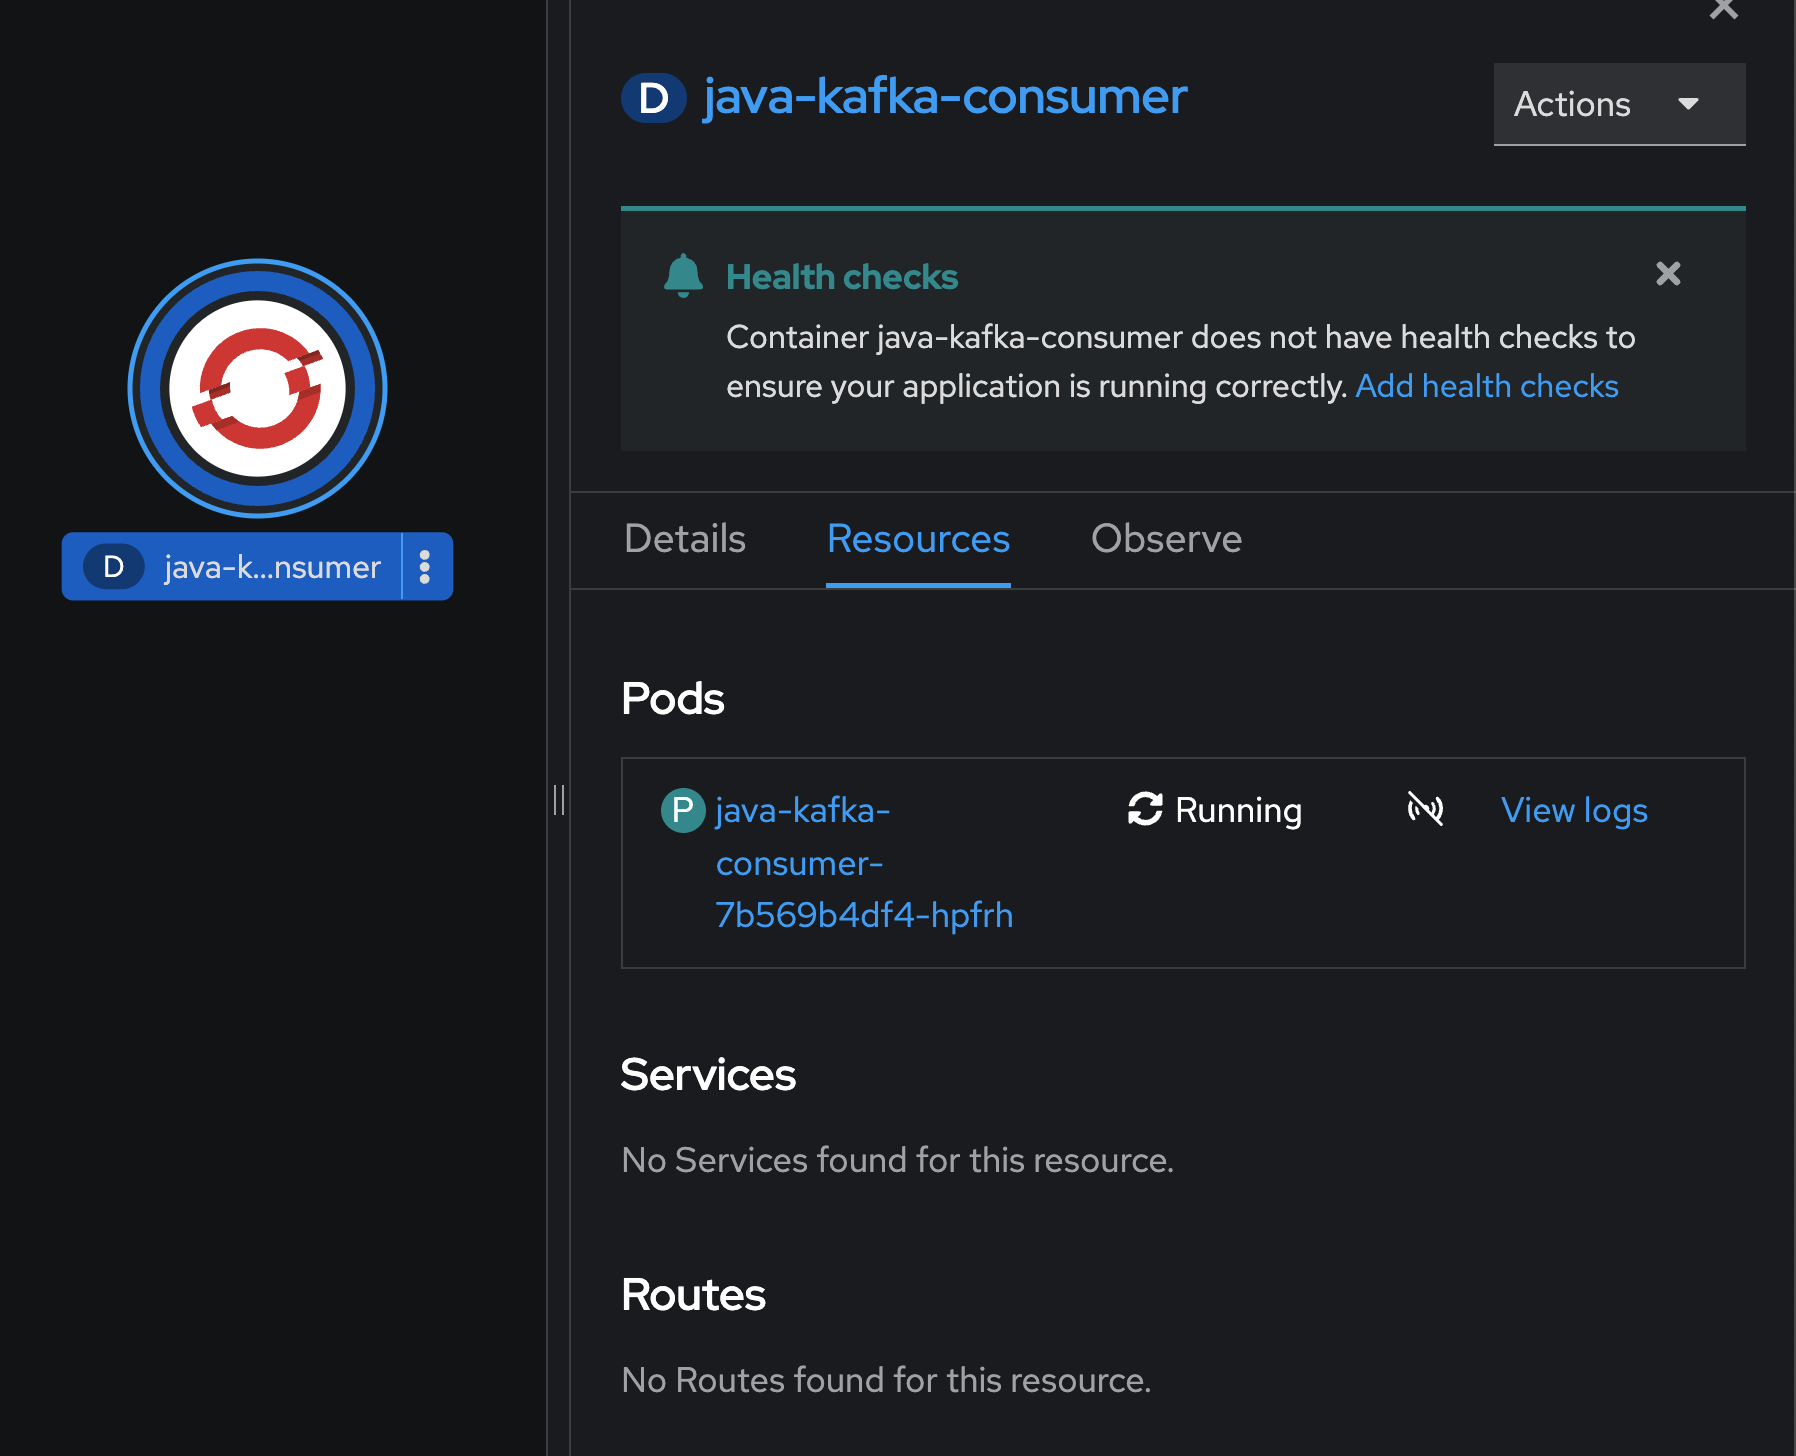 D java-k...nsumer
D java-kafka-consumer
Actions
Health checks
Container java-kafka-consumer does not have health checks to
ensure your application is running correctly. Add health checks
Details Resources Observe
Pods
P java-kafka- Running View logs
consumer-
7b569b4df4-hpfrh
Services
No Services found for this resource.
Routes
No Routes found for this resource.